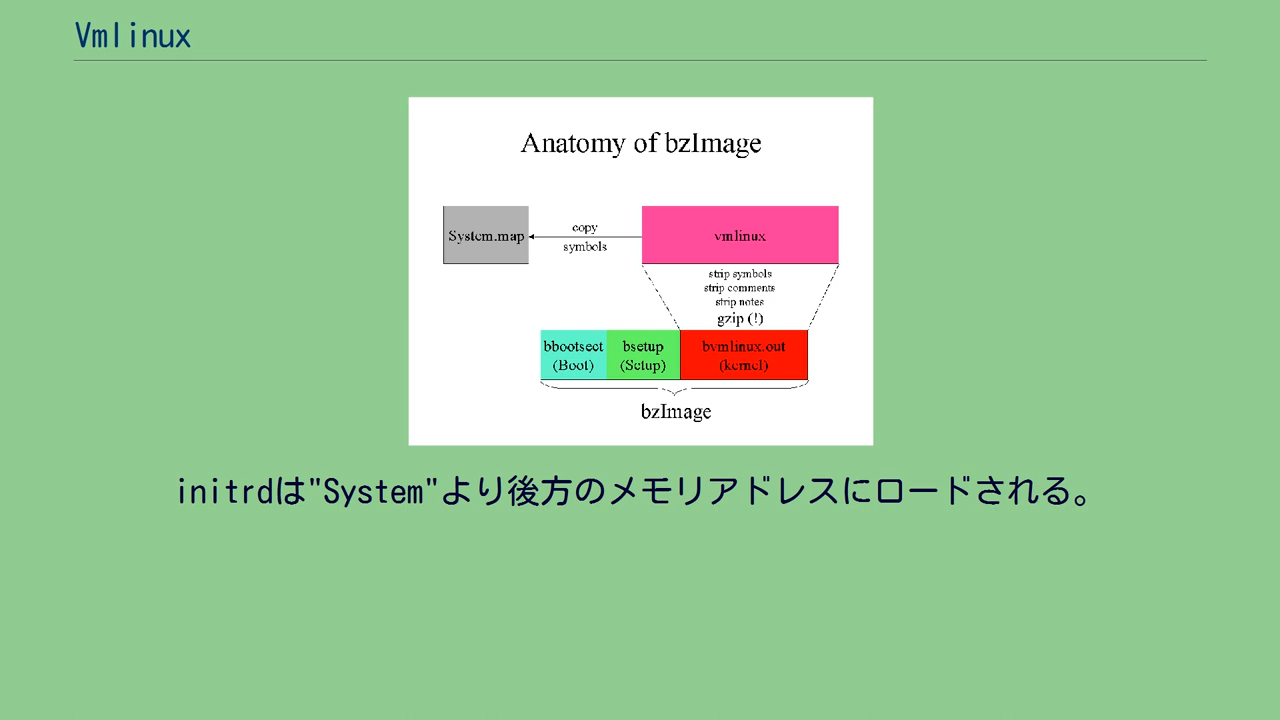 Vmlinux
Anatomy of bzImage
System.map
copy
symbols
vmlinux
strip symbols
strip comments
strip notes
gzip (!)
bbootsect
(Boot)
bsetup
(Setup)
bvmlinux.out
(kernel)
bzImage
initrdは"System"より後方のメモリアドレスにロードされる。